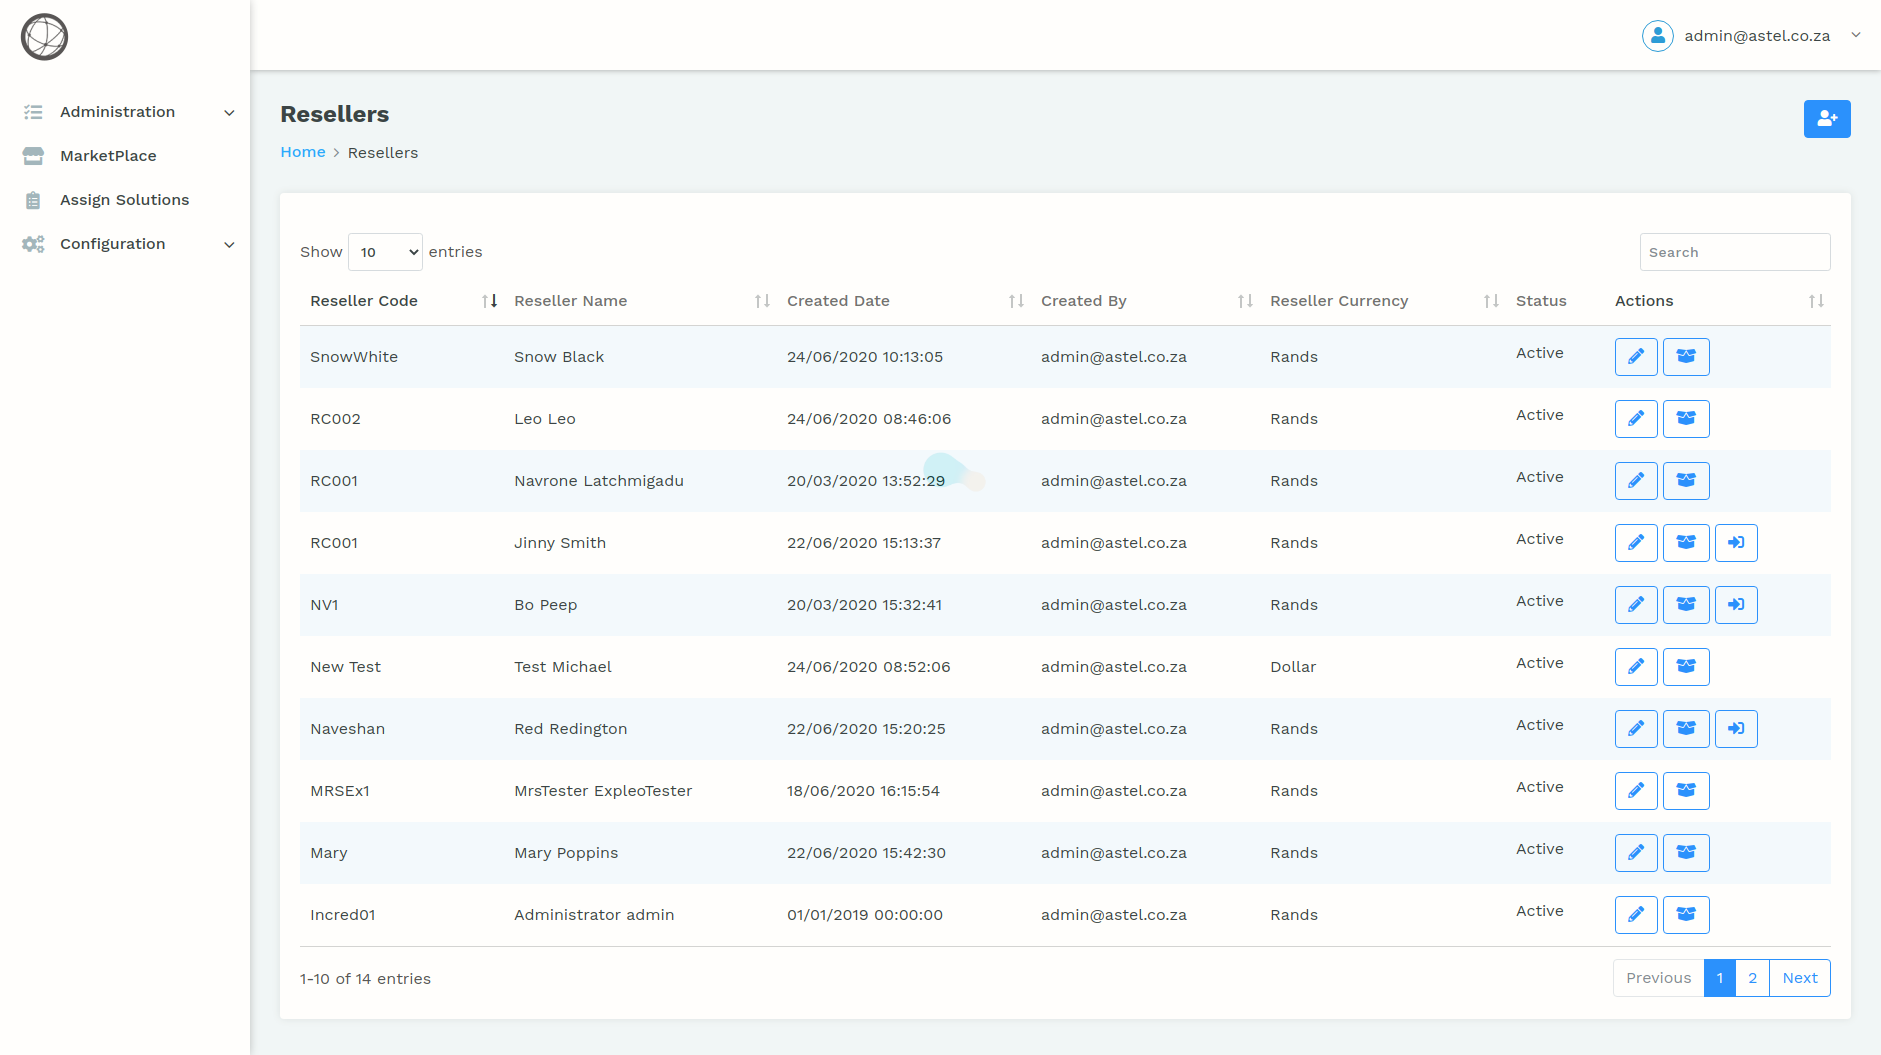 admin@astel.co.za
Administration
MarketPlace
Assign Solutions
Configuration
Resellers
Home > Resellers
Show 10 entries
Search
Reseller Code Reseller Name Created Date Created By Reseller Currency Status Actions
SnowWhite Snow Black 24/06/2020 10:13:05 admin@astel.co.za Rands Active
RC002 Leo Leo 24/06/2020 08:46:06 admin@astel.co.za Rands Active
RC001 Navrone Latchmigadu 20/03/2020 13:52:29 admin@astel.co.za Rands Active
RC001 Jinny Smith 22/06/2020 15:13:37 admin@astel.co.za Rands Active
NV1 Bo Peep 20/03/2020 15:32:41 admin@astel.co.za Rands Active
New Test Test Michael 24/06/2020 08:52:06 admin@astel.co.za Dollar Active
Naveshan Red Redington 22/06/2020 15:20:25 admin@astel.co.za Rands Active
MRSEx1 MrsTester ExpleoTester 18/06/2020 16:15:54 admin@astel.co.za Rands Active
Mary Mary Poppins 22/06/2020 15:42:30 admin@astel.co.za Rands Active
Incred01 Administrator admin 01/01/2019 00:00:00 admin@astel.co.za Rands Active
1-10 of 14 entries
Previous 1 2 Next